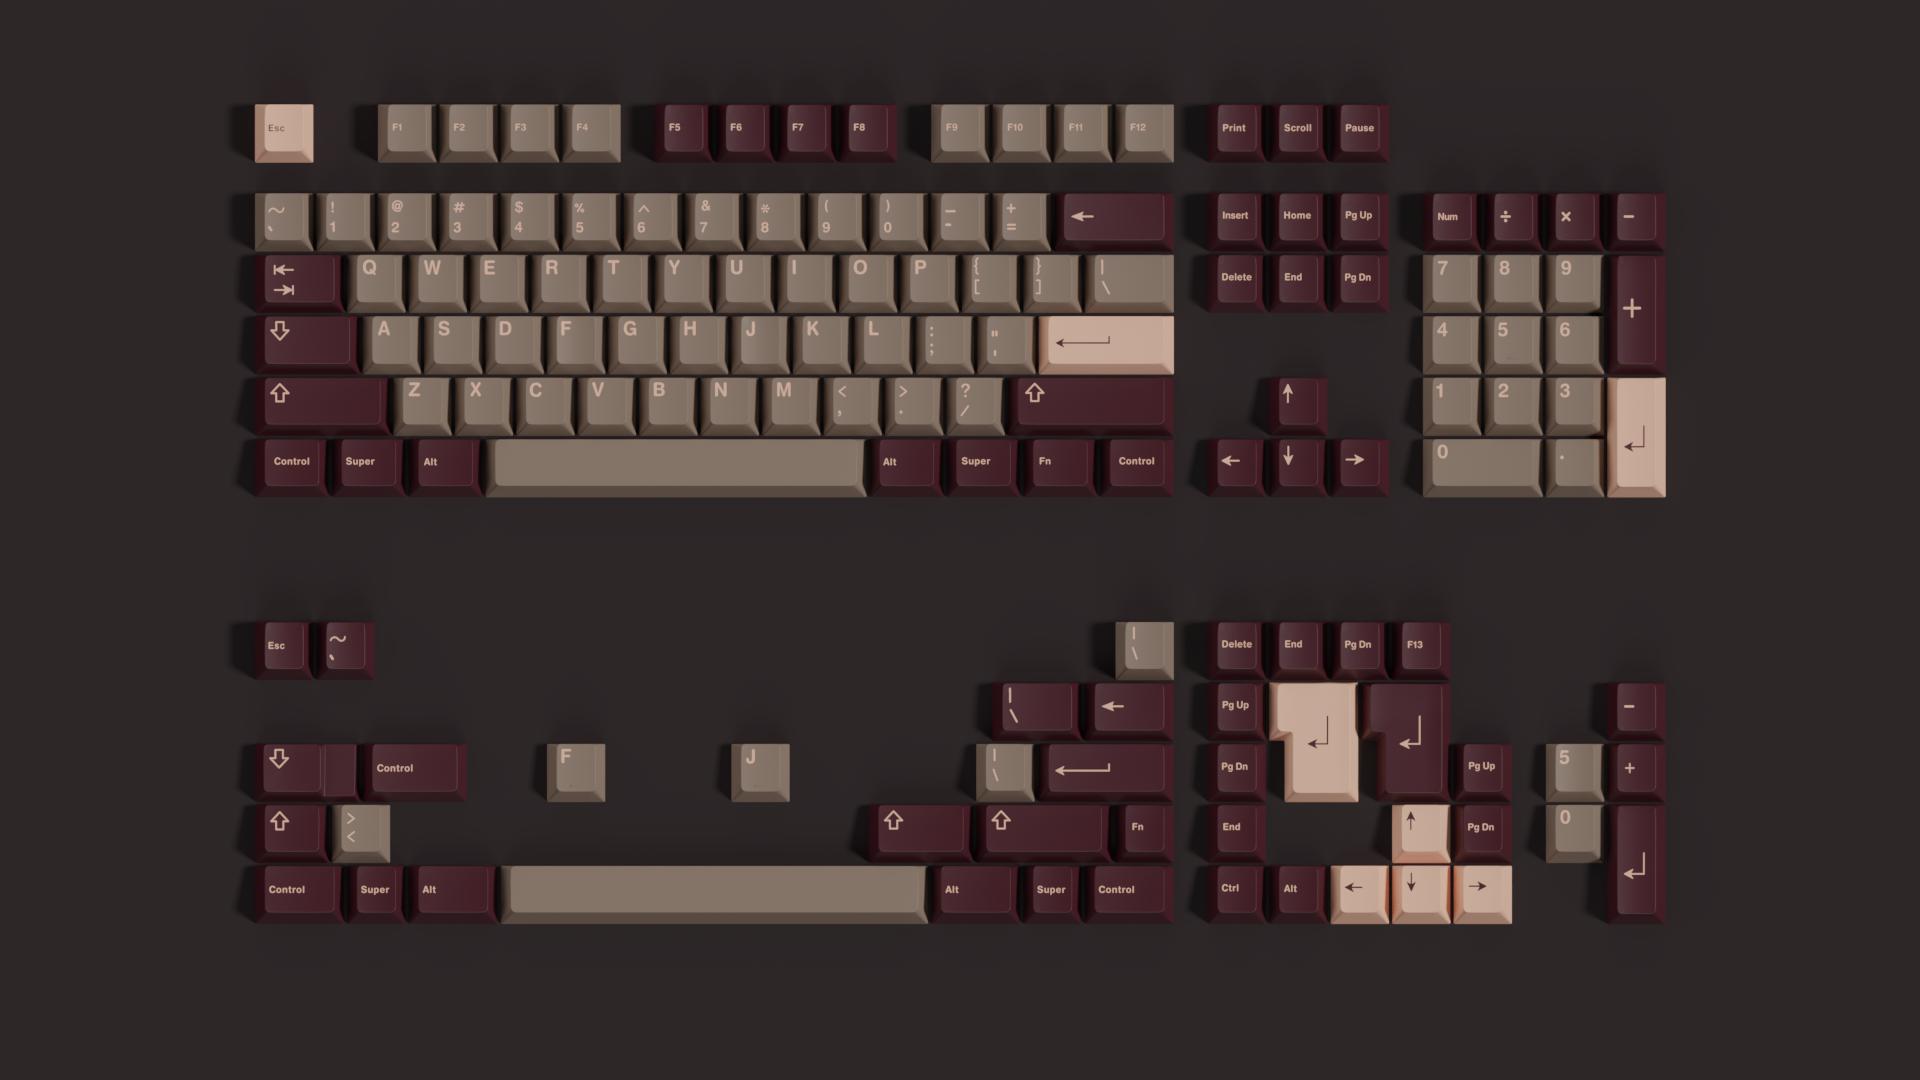 Esc F1 F2 F3 F4 F5 F6 F7 F8 F9 F10 F11 F12 Print Scroll Pause
~ ! @ # $ % ^ & * ( ) _ + ← Insert Home Pg Up Num ÷ × −
` 1 2 3 4 5 6 7 8 9 0 - =
⇤ Q W E R T Y U I O P { } | Delete End Pg Dn 7 8 9 +
⇥ [ ] \
⇩ A S D F G H J K L : " ↵ 4 5 6
; '
⇧ Z X C V B N M < > ? ⇧ ↑ 1 2 3 ↵
, . /
Control Super Alt Alt Super Fn Control ← ↓ → 0 .
Esc ~ | Delete End Pg Dn F13
` \
| ← Pg Up ↵ ↵ −
\
⇩ Control F J | ↵ Pg Dn Pg Up 5 +
\
⇧ > ⇧ ⇧ Fn End ↑ Pg Dn 0 ↵
<
Control Super Alt Alt Super Control Ctrl Alt ← ↓ →